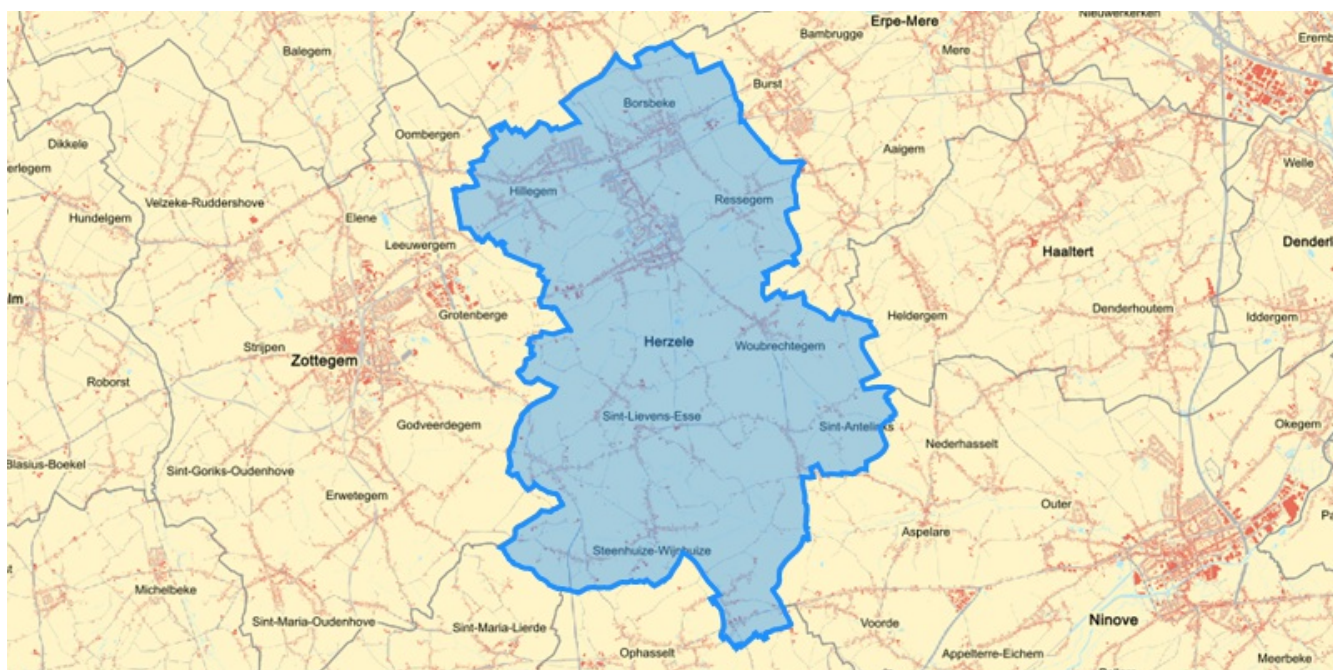 Nieuwerkerken
Erpe-Mere
Bambrugge
Eremb
Balegem
Mere
Burst
Borsbeke
Oombergen
Dikkele
Aaigem
Welle
erlegem
Hillegem
Ressegem
Velzeke-Ruddershove
Hundelgem
Elene
Leeuwergem
Haaltert
Denderl
lm
Grotenberge
Heldergem
Denderhoutem
Iddergem
Strijpen
Herzele
Woubrechtegem
Zottegem
Roborst
Sint-Lievens-Esse
Godveerdegem
Sint-Antelinks
Okegem
Nederhasselt
Blasius-Boekel
Sint-Goriks-Oudenhove
Erwetegem
Outer
Aspelare
Steenhuize-Wijnhuize
Michelbeke
Sint-Maria-Oudenhove
Sint-Maria-Lierde
Voorde
Ninove
Ophasselt
Appelterre-Eichem
Meerbeke